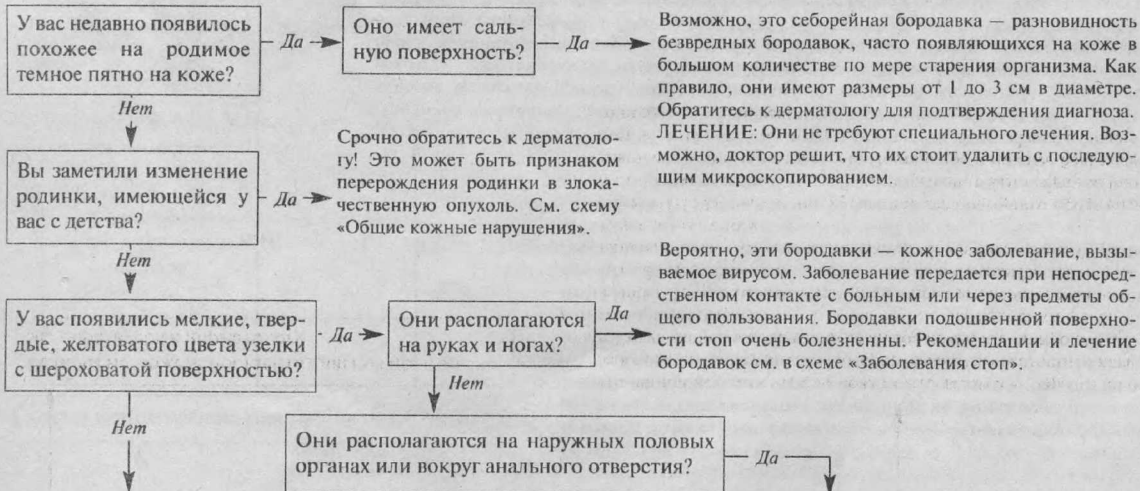 У вас недавно появилось
похожее на родимое
темное пятно на коже?
Да
Оно имеет саль-
ную поверхность?
Да
Возможно, это себорейная бородавка — разновидность
безвредных бородавок, часто появляющихся на коже в
большом количестве по мере старения организма. Как
правило, они имеют размеры от 1 до 3 см в диаметре.
Обратитесь к дерматологу для подтверждения диагноза.
ЛЕЧЕНИЕ: Они не требуют специального лечения. Воз-
можно, доктор решит, что их стоит удалить с последую-
щим микроскопированием.
Нет
Вы заметили изменение
родинки, имеющейся у
вас с детства?
Да
Срочно обратитесь к дерматоло-
гу! Это может быть признаком
перерождения родинки в злока-
чественную опухоль. См. схему
«Общие кожные нарушения».
Нет
У вас появились мелкие, твер-
дые, желтоватого цвета узелки
с шероховатой поверхностью?
Да
Они располагаются
на руках и ногах?
Да
Вероятно, эти бородавки — кожное заболевание, вызы-
ваемое вирусом. Заболевание передается при непосред-
ственном контакте с больным или через предметы об-
щего пользования. Бородавки подошвенной поверхно-
сти стоп очень болезненны. Рекомендации и лечение
бородавок см. в схеме «Заболевания стоп».
Нет
Нет
Они располагаются на наружных половых
органах или вокруг анального отверстия?
Да